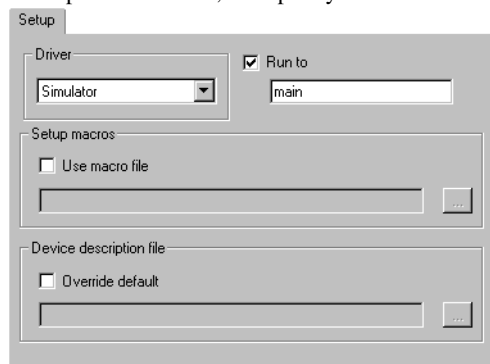 Setup
Driver
Run to
Simulator
main
Setup macros
Use macro file
...
Device description file
Override default
...